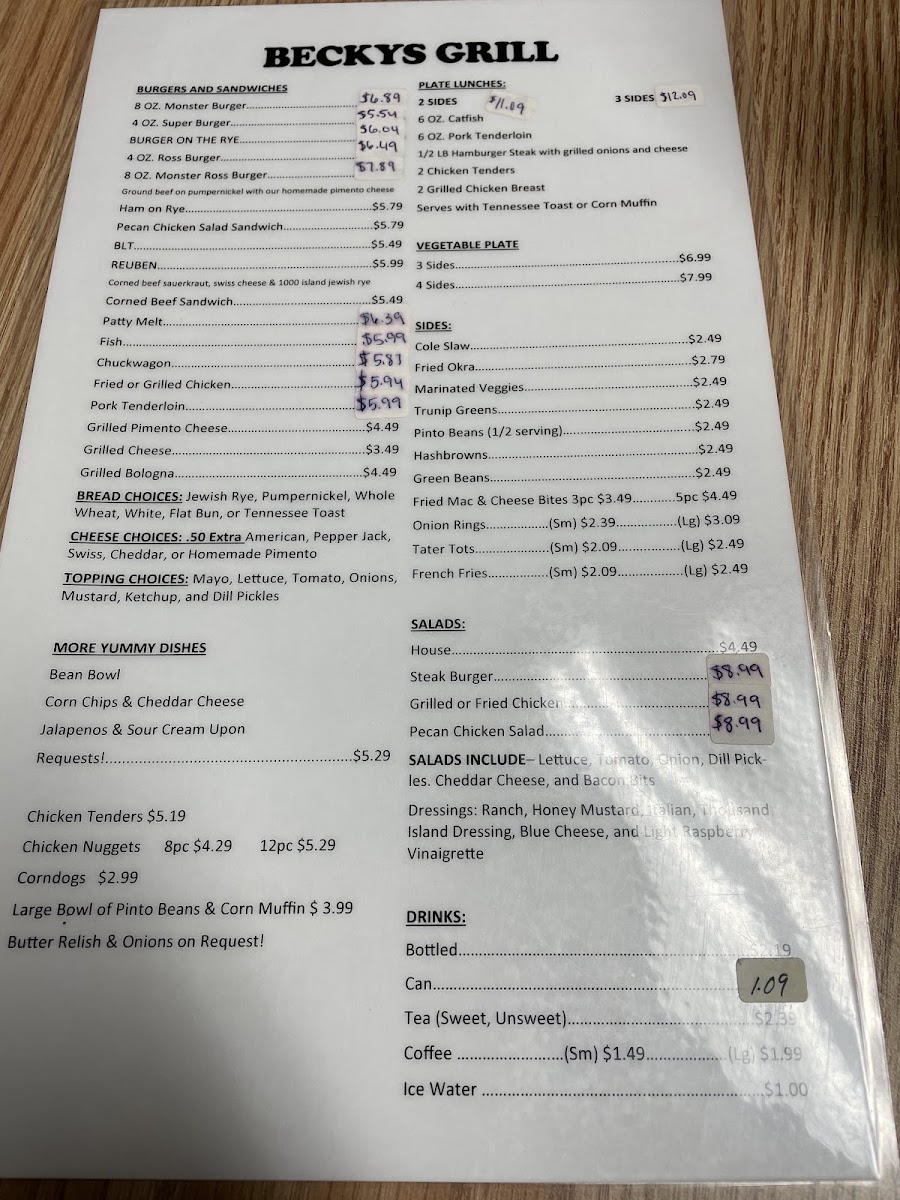 BECKYS GRILL
BURGERS AND SANDWICHES
8 OZ. Monster Burger $6.89
4 OZ. Super Burger $5.54
BURGER ON THE RYE $6.04
4 OZ. Ross Burger $6.49
8 OZ. Monster Ross Burger $7.89
Ground beef on pumpernickel with our homemade pimento cheese
Ham on Rye $5.79
Pecan Chicken Salad Sandwich $5.79
BLT $5.49
REUBEN $5.99
Corned beef sauerkraut, swiss cheese & 1000 island jewish rye
Corned Beef Sandwich $5.49
Patty Melt $6.39
Fish $5.99
Chuckwagon
Fried or Grilled Chicken $5.94
Pork Tenderloin $5.99
Grilled Pimento Cheese $4.49
Grilled Cheese $3.49
Grilled Bologna $4.49
BREAD CHOICES: Jewish Rye, Pumpernickel, Whole
Wheat, White, Flat Bun, or Tennessee Toast
CHEESE CHOICES: .50 Extra American, Pepper Jack,
Swiss, Cheddar, or Homemade Pimento
TOPPING CHOICES: Mayo, Lettuce, Tomato, Onions,
Mustard, Ketchup, and Dill Pickles
MORE YUMMY DISHES
Bean Bowl
Corn Chips & Cheddar Cheese
Jalapenos & Sour Cream Upon
Requests! $5.29
Chicken Tenders $5.19
Chicken Nuggets 8pc $4.29 12pc $5.29
Corndogs $2.99
Large Bowl of Pinto Beans & Corn Muffin $ 3.99
Butter Relish & Onions on Request!
PLATE LUNCHES:
2 SIDES $11.09 3 SIDES $12.09
6 OZ. Catfish
6 OZ. Pork Tenderloin
1/2 LB Hamburger Steak with grilled onions and cheese
2 Chicken Tenders
2 Grilled Chicken Breast
Serves with Tennessee Toast or Corn Muffin
VEGETABLE PLATE
3 Sides $6.99
4 Sides $7.99
SIDES:
Cole Slaw $2.49
Fried Okra $2.79
Marinated Veggies $2.49
Trunip Greens $2.49
Pinto Beans (1/2 serving) $2.49
Hashbrowns $2.49
Green Beans $2.49
Fried Mac & Cheese Bites 3pc $3.49 5pc $4.49
Onion Rings (Sm) $2.39 (Lg) $3.09
Tater Tots (Sm) $2.09 (Lg) $2.49
French Fries (Sm) $2.09 (Lg) $2.49
SALADS:
House $4.49
Steak Burger $8.99
Grilled or Fried Chicken $8.99
Pecan Chicken Salad $8.99
SALADS INCLUDE– Lettuce, Tomato, Onion, Dill Pick-
les. Cheddar Cheese, and Bacon Bits
Dressings: Ranch, Honey Mustard, Italian, Thousand
Island Dressing, Blue Cheese, and Light Raspberry
Vinaigrette
DRINKS:
Bottled $2.19
Can 1.09
Tea (Sweet, Unsweet) $2.39
Coffee (Sm) $1.49 (Lg) $1.99
Ice Water $1.00